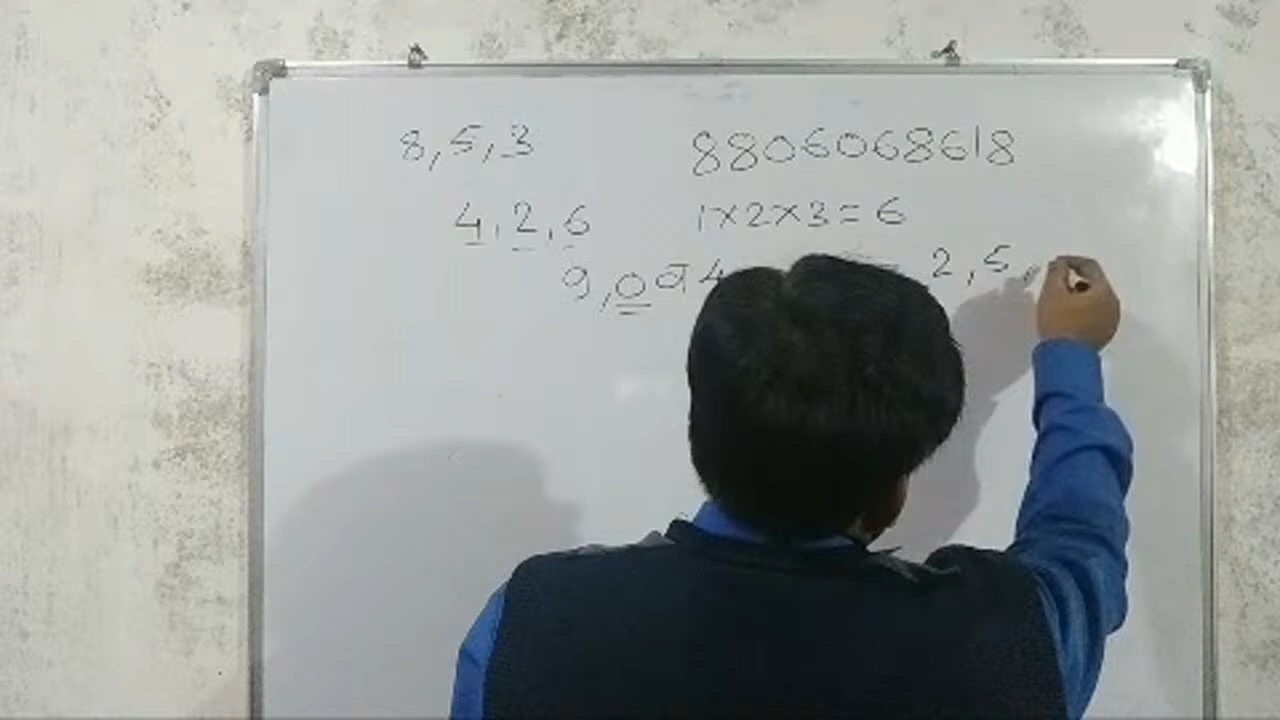 8,5,3 8806068618
4,2,6 1×2×3=6
9,0 व 4 = 2,5,